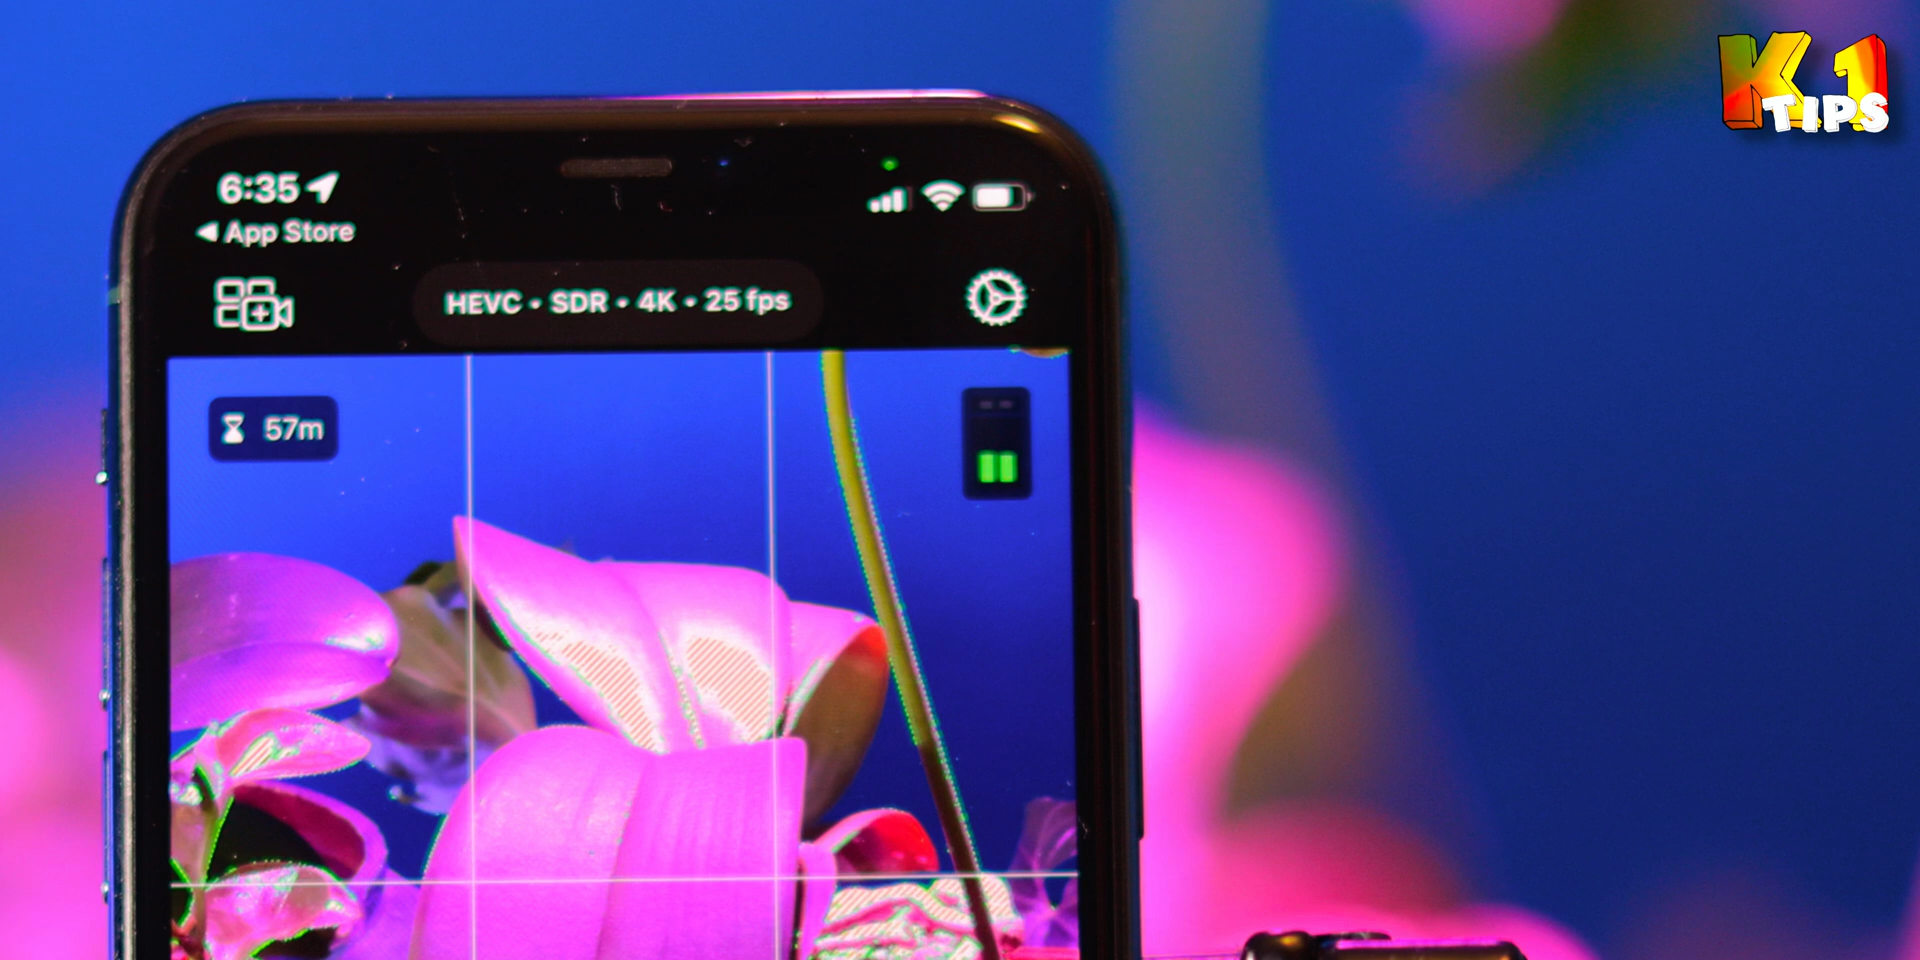 K1
TIPS
6:35
◀ App Store
HEVC • SDR • 4K • 25 fps
57m